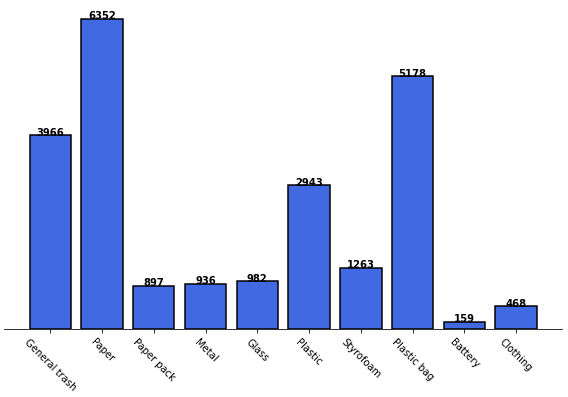 6352
5178
3966
2943
1263
897
936
982
159
468
General trash
Paper
Paper pack
Metal
Glass
Plastic
Styrofoam
Plastic bag
Battery
Clothing